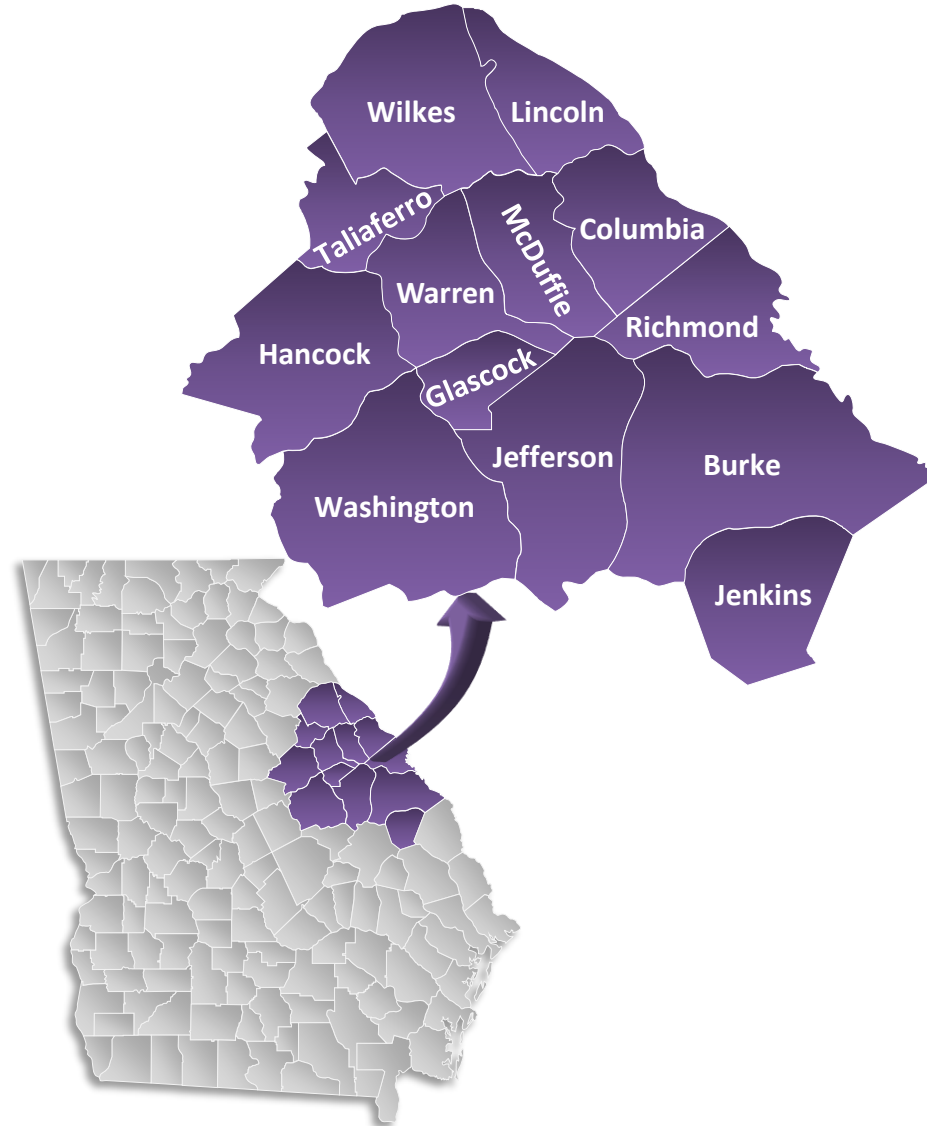 Wilkes
Lincoln
Taliaferro
McDuffie
Columbia
Warren
Richmond
Hancock
Glascock
Jefferson
Burke
Washington
Jenkins